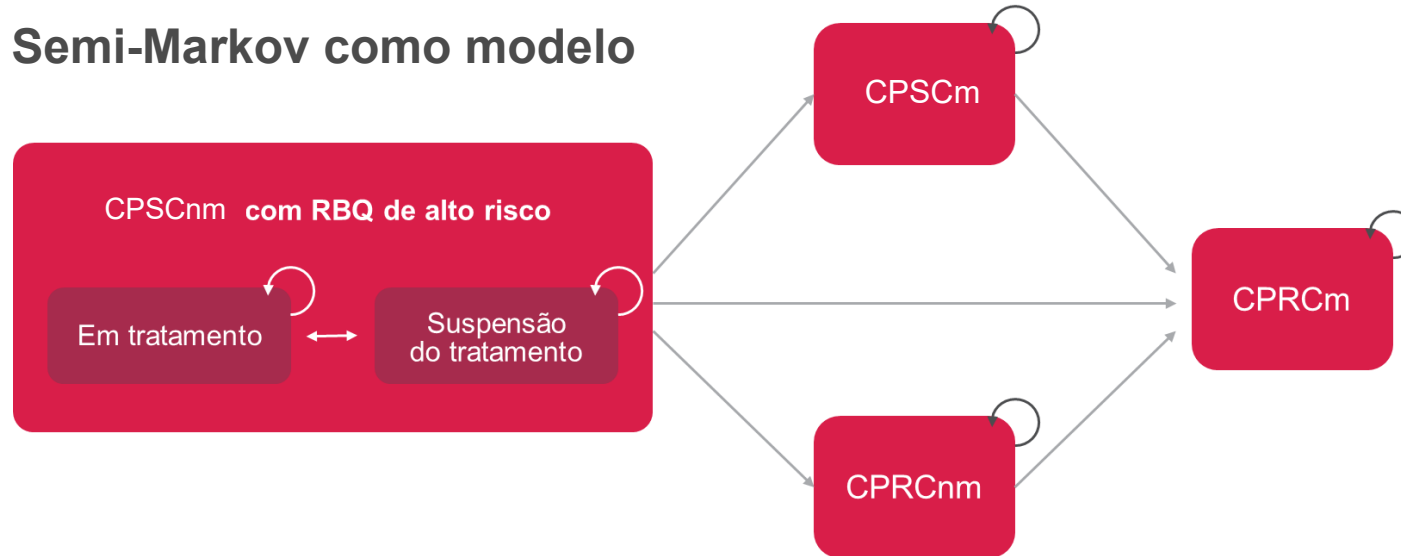 Semi-Markov como modelo
CPSCnm com RBQ de alto risco
Em tratamento
Suspensão
do tratamento
CPSCm
CPRCnm
CPRCm